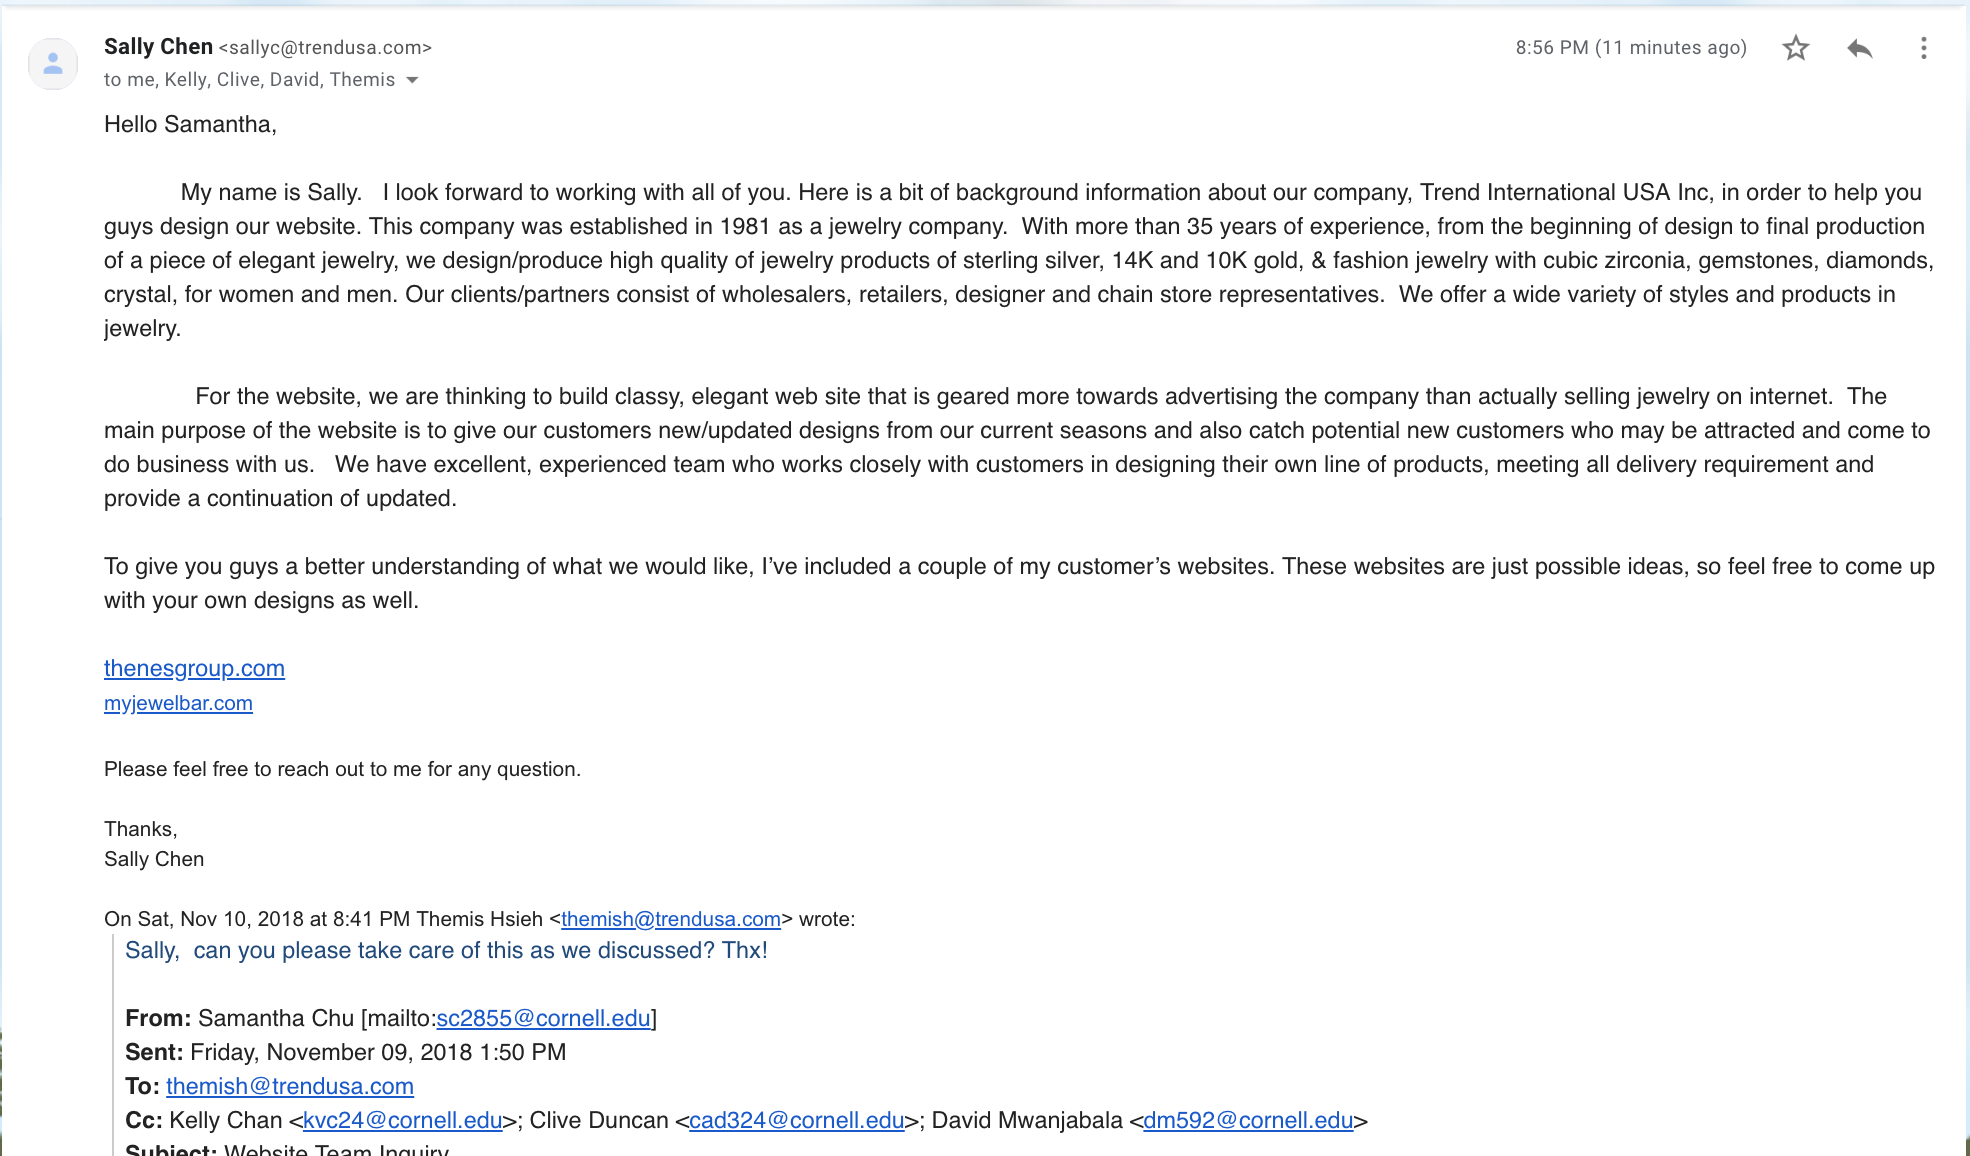 Sally Chen <sallyc@trendusa.com>
8:56 PM (11 minutes ago)
to me, Kelly, Clive, David, Themis
Hello Samantha,
My name is Sally.   I look forward to working with all of you. Here is a bit of background information about our company, Trend International USA Inc, in order to help you
guys design our website. This company was established in 1981 as a jewelry company.  With more than 35 years of experience, from the beginning of design to final production
of a piece of elegant jewelry, we design/produce high quality of jewelry products of sterling silver, 14K and 10K gold, & fashion jewelry with cubic zirconia, gemstones, diamonds,
crystal, for women and men. Our clients/partners consist of wholesalers, retailers, designer and chain store representatives.  We offer a wide variety of styles and products in
jewelry.
For the website, we are thinking to build classy, elegant web site that is geared more towards advertising the company than actually selling jewelry on internet.  The
main purpose of the website is to give our customers new/updated designs from our current seasons and also catch potential new customers who may be attracted and come to
do business with us.   We have excellent, experienced team who works closely with customers in designing their own line of products, meeting all delivery requirement and
provide a continuation of updated.
To give you guys a better understanding of what we would like, I’ve included a couple of my customer’s websites. These websites are just possible ideas, so feel free to come up
with your own designs as well.
thenesgroup.com
myjewelbar.com
Please feel free to reach out to me for any question.
Thanks,
Sally Chen
On Sat, Nov 10, 2018 at 8:41 PM Themis Hsieh <themish@trendusa.com> wrote:
Sally,  can you please take care of this as we discussed? Thx!
From: Samantha Chu [mailto:sc2855@cornell.edu]
Sent: Friday, November 09, 2018 1:50 PM
To: themish@trendusa.com
Cc: Kelly Chan <kvc24@cornell.edu>; Clive Duncan <cad324@cornell.edu>; David Mwanjabala <dm592@cornell.edu>
Subject: Website Team Inquiry